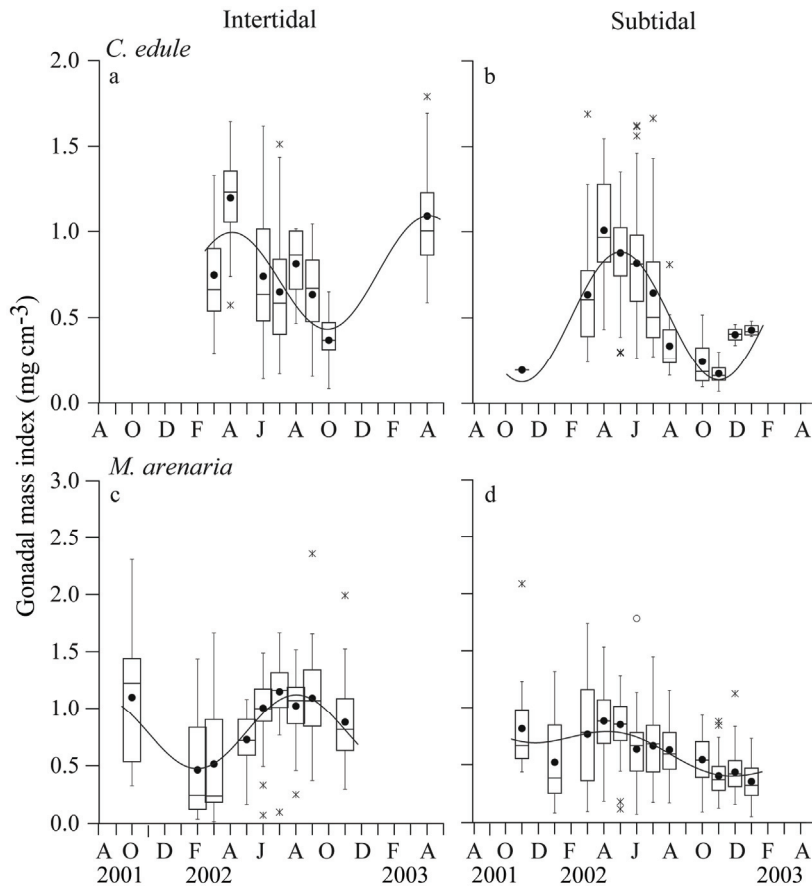 Intertidal Subtidal
C. edule
a b
2.0
1.5
1.0
0.5
0.0
A O D F A J A O D F A O D F A J A O D F A
Gonadal mass index (mg cm-3)
M. arenaria
c d
3.0
2.5
2.0
1.5
1.0
0.5
0.0
A O D F A J A O D F A O D F A J A O D F A
2001 2002 2003 2001 2002 2003